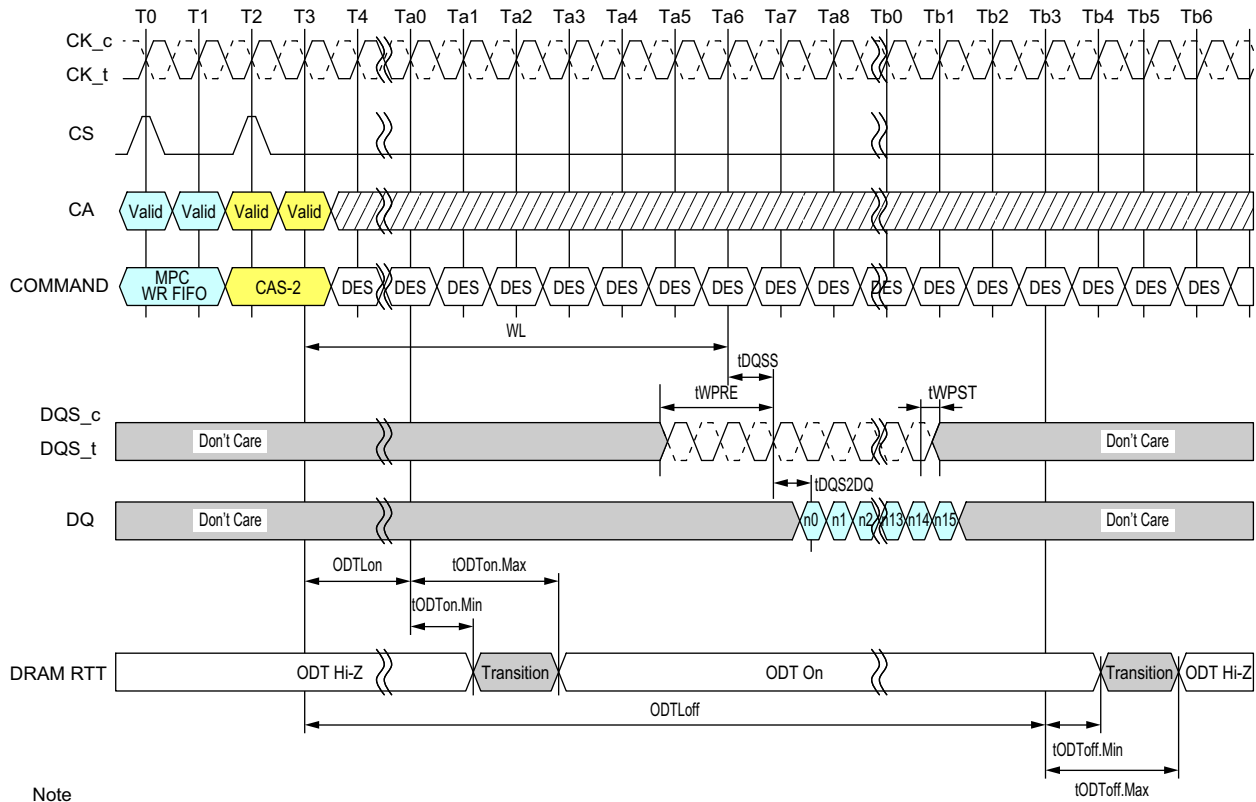 T0 T1 T2 T3 T4 Ta0 Ta1 Ta2 Ta3 Ta4 Ta5 Ta6 Ta7 Ta8 Tb0 Tb1 Tb2 Tb3 Tb4 Tb5 Tb6
CK_c
CK_t
CS
CA Valid Valid Valid Valid
COMMAND MPC WR FIFO CAS-2 DES DES DES DES DES DES DES DES DES DES DES DES DES DES DES DES DES
WL
tDQSS
tWPRE tWPST
DQS_c
DQS_t Don't Care Don't Care
tDQS2DQ
DQ Don't Care n0 n1 n2 n13 n14 n15 Don't Care
ODTLon tODTon.Max
tODTon.Min
DRAM RTT ODT Hi-Z Transition ODT On Transition ODT Hi-Z
ODTLoff
tODToff.Min
tODToff.Max
Note